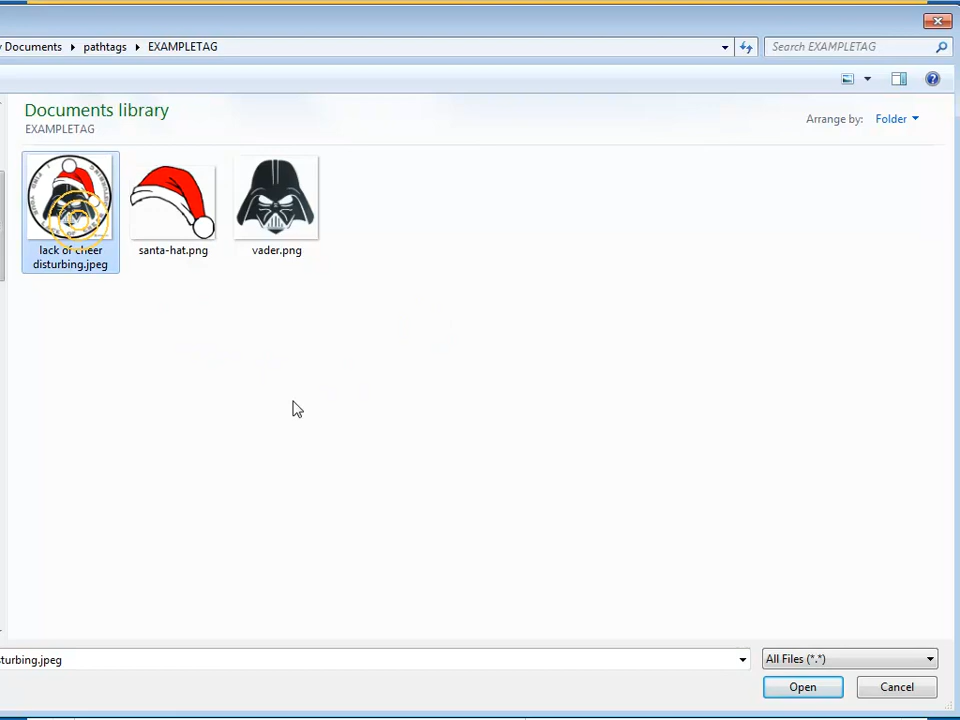 y Documents pathtags EXAMPLETAG
Search EXAMPLETAG
Documents library
EXAMPLETAG
Arrange by: Folder
lack of cheer
disturbing.jpeg
santa-hat.png
vader.png
sturbing.jpeg
All Files (*.*)
Open
Cancel